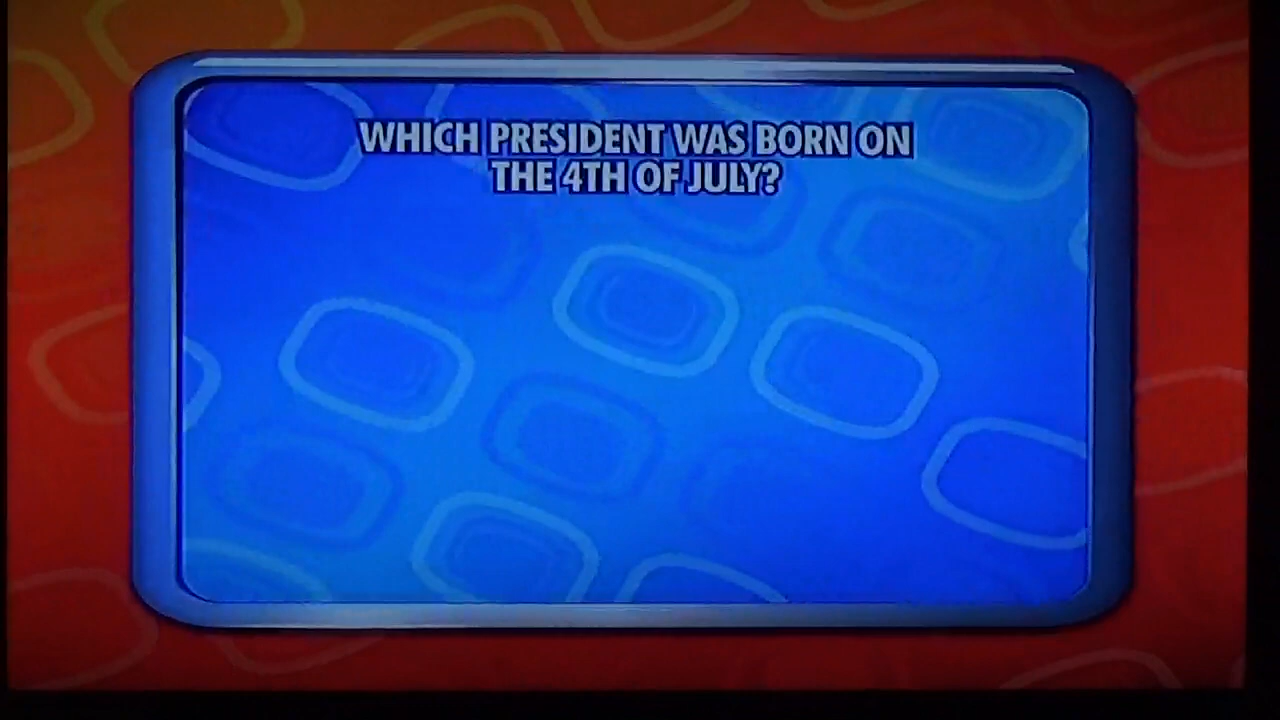 WHICH PRESIDENT WAS BORN ON
THE 4TH OF JULY?